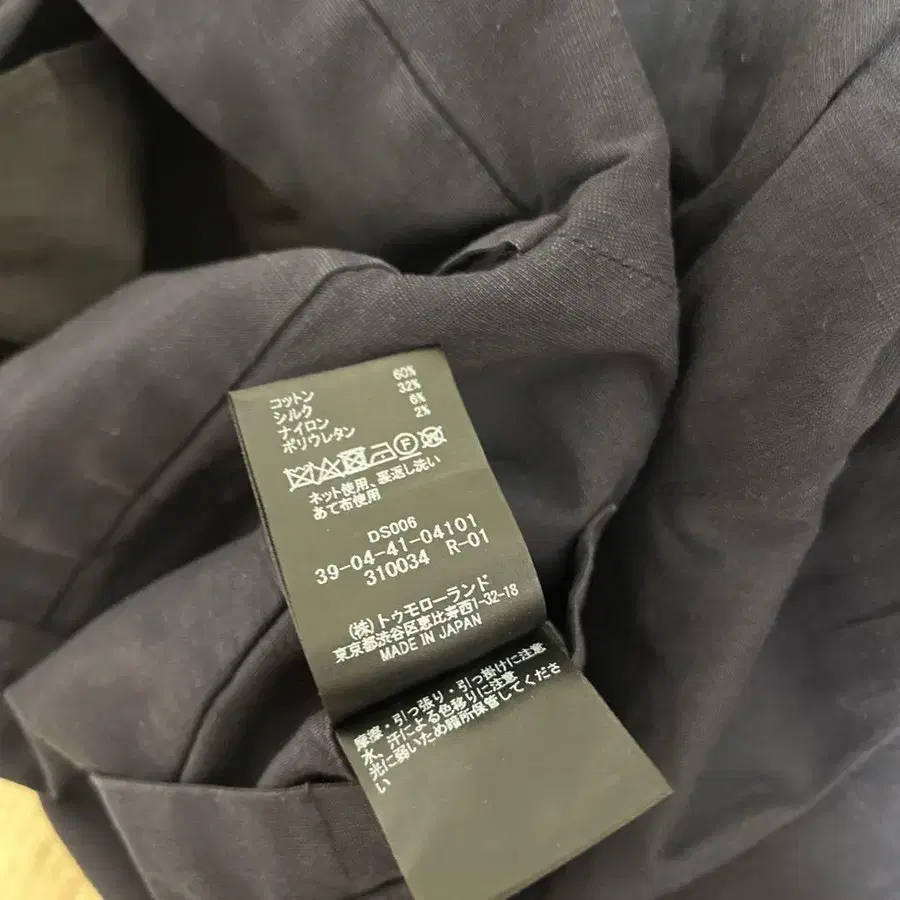 コットン 60%
シルク 32%
ナイロン 6%
ポリウレタン 2%
ネット使用、裏返し洗い
あて布使用
DS006
39-04-41-04101
310034 R-01
(株)トゥモローランド
東京都渋谷区恵比寿西1-32-18
MADE IN JAPAN
摩擦・引っ張り・引っ掛けに注意
水、汗による色移りに注意
光に弱いため暗所保管してくださ
い